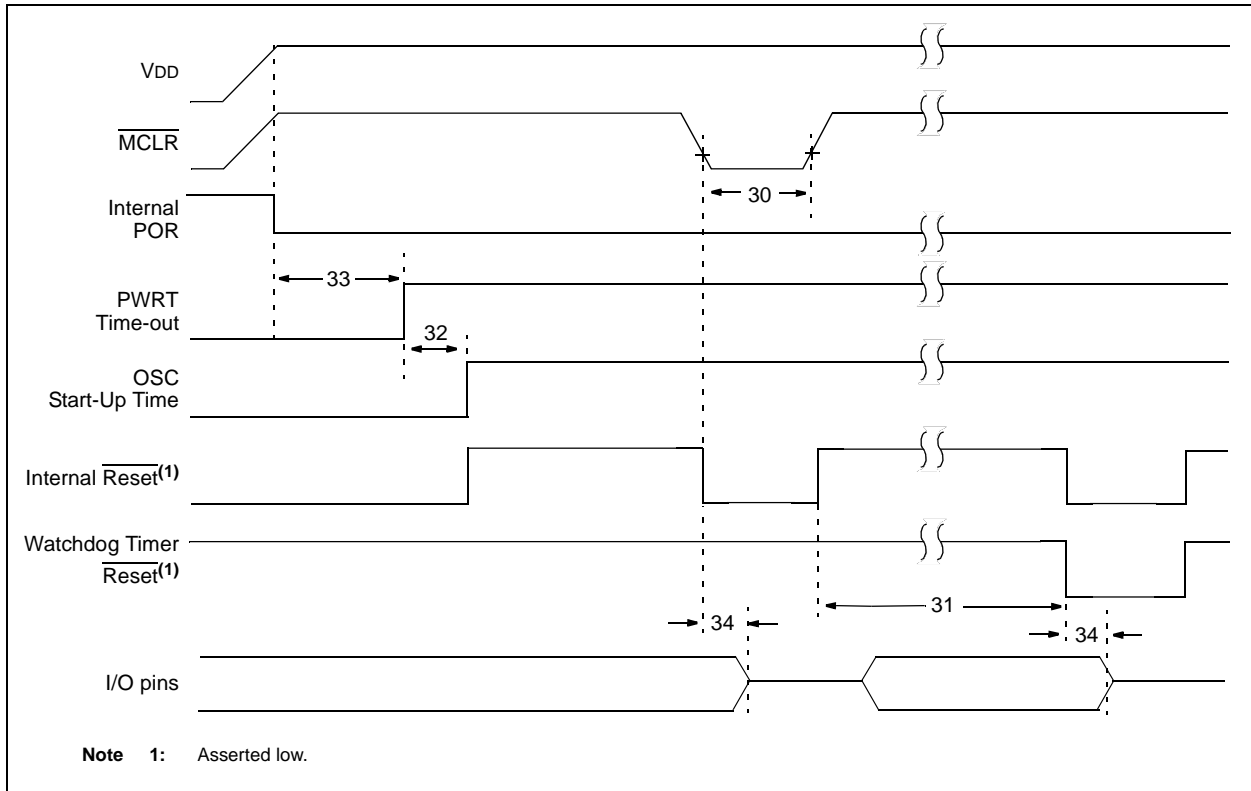 VDD
MCLR
30
Internal
POR
33
PWRT
Time-out
32
OSC
Start-Up Time
Internal Reset(1)
Watchdog Timer
Reset(1)
31
34
34
I/O pins
Note 1: Asserted low.